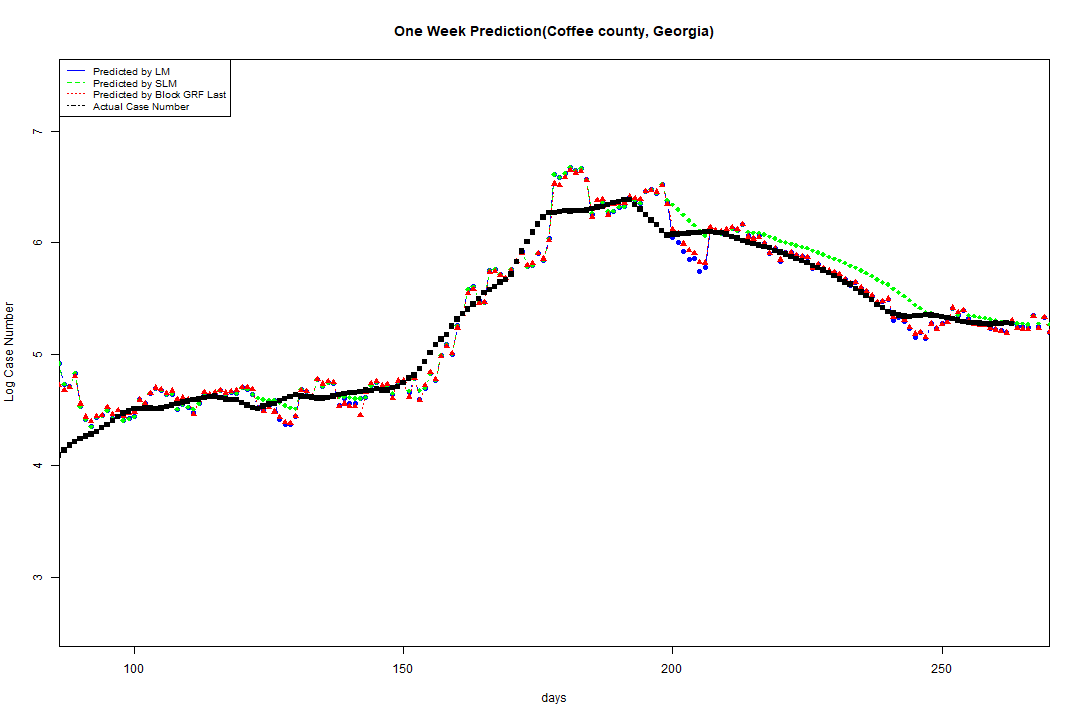 One Week Prediction(Coffee county, Georgia)
Predicted by LM
Predicted by SLM
Predicted by Block GRF Last
Actual Case Number
7
6
5
4
3
Log Case Number
100 150 200 250
days